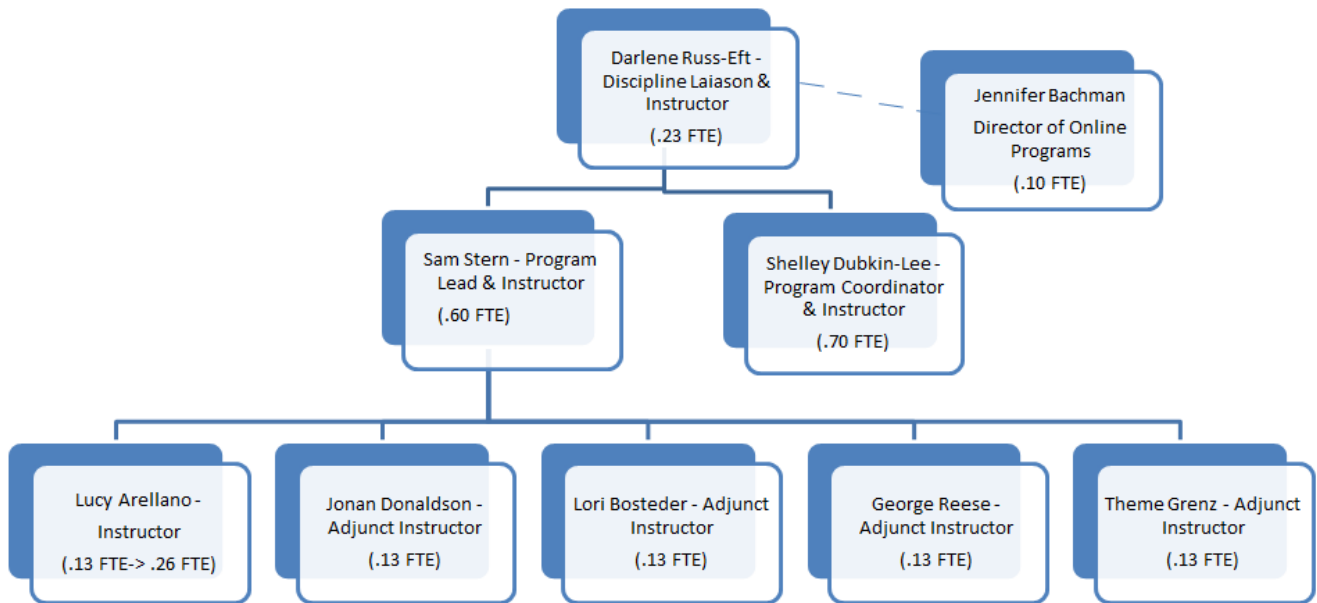 Darlene Russ-Eft -
Discipline Laiason &
Instructor
(.23 FTE)
Jennifer Bachman
Director of Online
Programs
(.10 FTE)
Sam Stern - Program
Lead & Instructor
(.60 FTE)
Shelley Dubkin-Lee -
Program Coordinator
& Instructor
(.70 FTE)
Lucy Arellano -
Instructor
(.13 FTE-> .26 FTE)
Jonan Donaldson -
Adjunct Instructor
(.13 FTE)
Lori Bosteder - Adjunct
Instructor
(.13 FTE)
George Reese -
Adjunct Instructor
(.13 FTE)
Theme Grenz - Adjunct
Instructor
(.13 FTE)